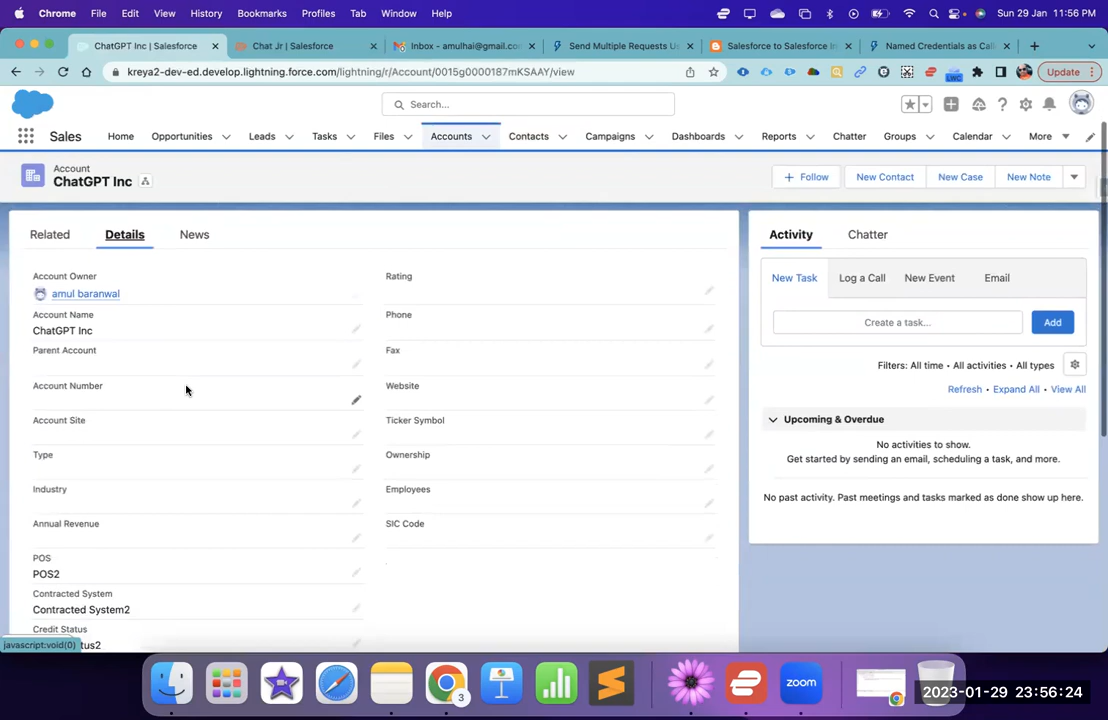 Chrome File Edit View History Bookmarks Profiles Tab Window Help Sun 29 Jan 11:56 PM
ChatGPT Inc | Salesforce Chat Jr | Salesforce Inbox - amulhai@gmail.co Send Multiple Requests Us Salesforce to Salesforce In Named Credentials as Call
kreya2-dev-ed.develop.lightning.force.com/lightning/r/Account/0015g0000187mKSAAY/view Update
Search...
Sales Home Opportunities Leads Tasks Files Accounts Contacts Campaigns Dashboards Reports Chatter Groups Calendar More
Account
ChatGPT Inc
+ Follow New Contact New Case New Note
Related Details News
Account Owner
amul baranwal
Account Name
ChatGPT Inc
Parent Account
Account Number
Account Site
Type
Industry
Annual Revenue
POS
POS2
Contracted System
Contracted System2
Credit Status
tus2
Rating
Phone
Fax
Website
Ticker Symbol
Ownership
Employees
SIC Code
Activity Chatter
New Task Log a Call New Event Email
Create a task... Add
Filters: All time • All activities • All types
Refresh • Expand All • View All
Upcoming & Overdue
No activities to show.
Get started by sending an email, scheduling a task, and more.
No past activity. Past meetings and tasks marked as done show up here.
javascript:void(0)
3
zoom
2023-01-29 23:56:24